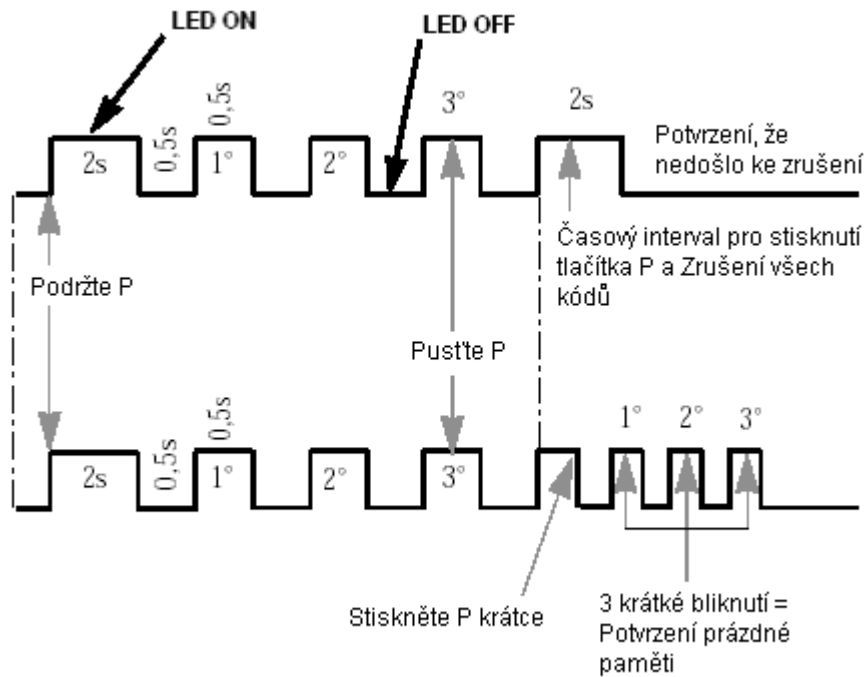 LED ON
LED OFF
0,5s
3°
2s
2s
0,5s
1°
2°
Potvrzení, že
nedošlo ke zrušení
Časový interval pro stisknutí
tlačítka P a Zrušení všech
kódů
Podržte P
Pusťte P
0,5s
1°
2°
3°
2s
0,5s
1°
2°
3°
Stiskněte P krátce
3 krátké bliknutí =
Potvrzení prázdné
paměti